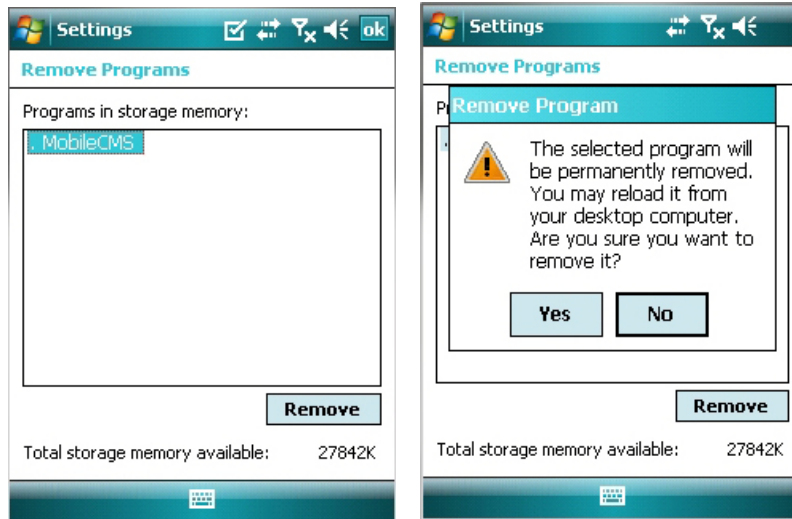 Settings
ok
Remove Programs
Programs in storage memory:
. MobileCMS
Remove
Total storage memory available: 27842K
Settings
Remove Programs
Remove Program
The selected program will
be permanently removed.
You may reload it from
your desktop computer.
Are you sure you want to
remove it?
Yes No
Remove
Total storage memory available: 27842K